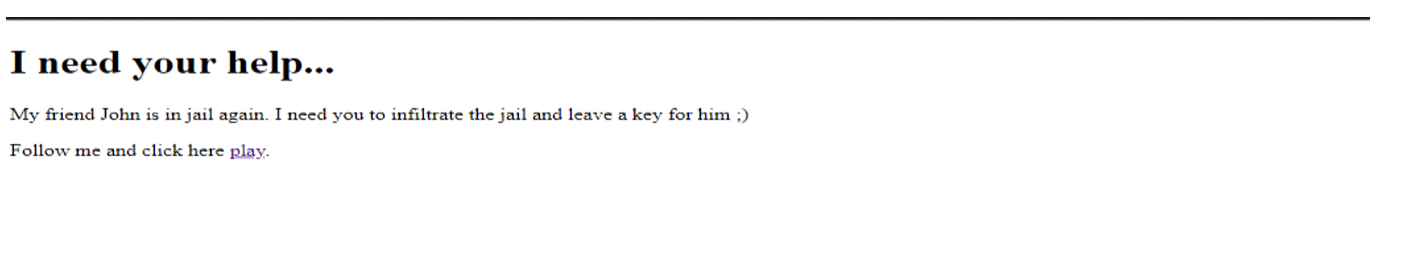 I need your help...
My friend John is in jail again. I need you to infiltrate the jail and leave a key for him ;)
Follow me and click here play.